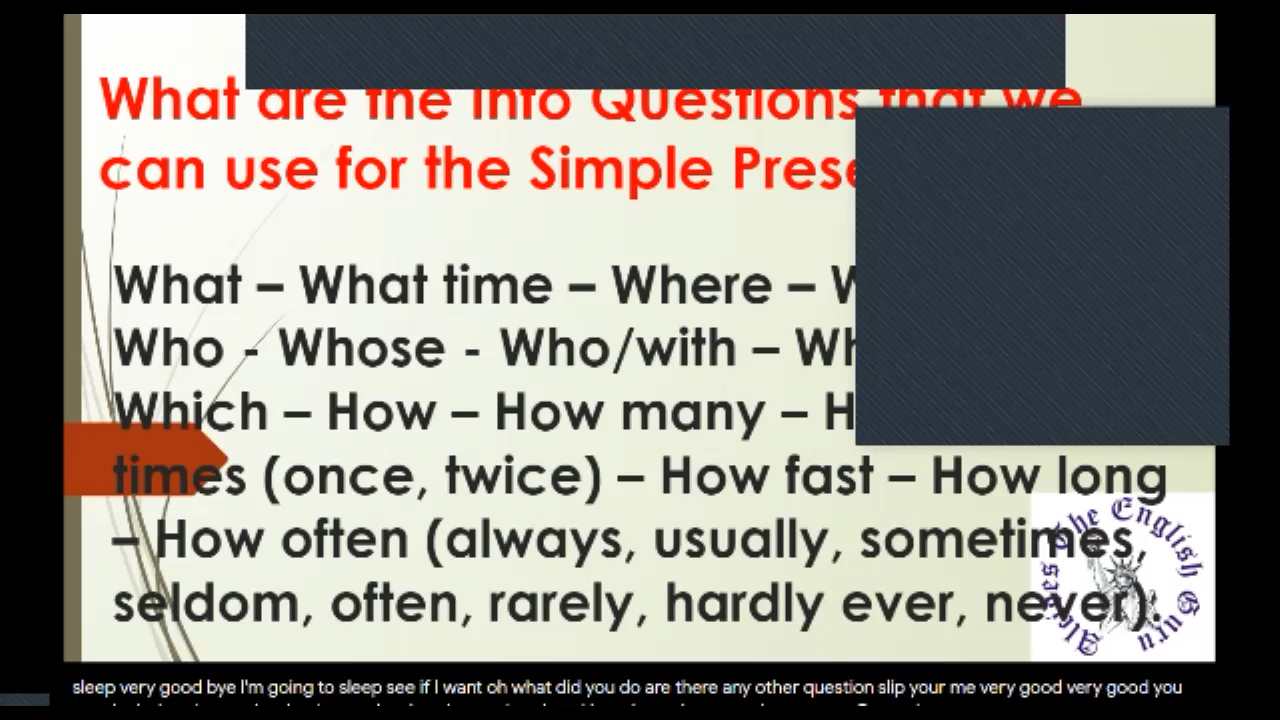 What are the Info Questions that we
can use for the Simple
What – What time – Where –
Who - Whose - Who/with –
Which – How – How many –
times (once, twice) – How fast – How long
– How often (always, usually, sometimes,
seldom, often, rarely, hardly ever, never).
The English Guru
sleep very good bye I'm going to sleep see if I want oh what did you do are there any other question slip your me very good very good you